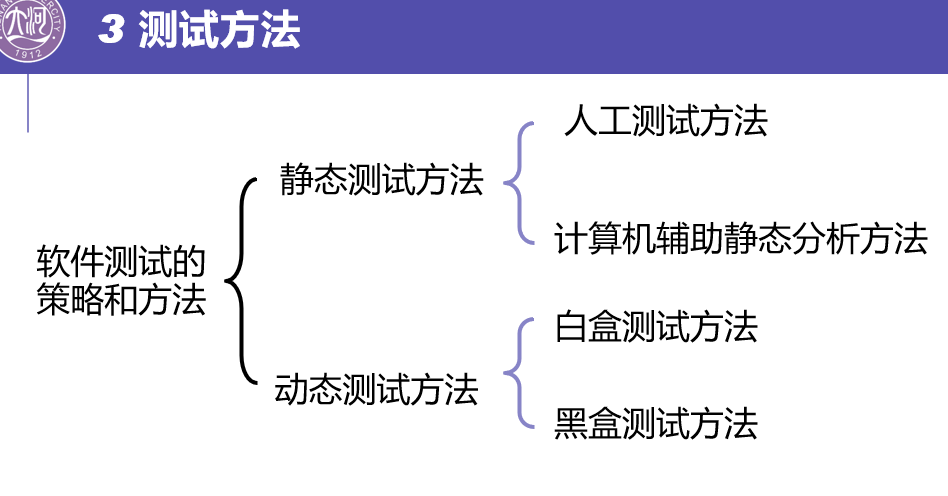 3 测试方法
人工测试方法
静态测试方法
计算机辅助静态分析方法
软件测试的
策略和方法
白盒测试方法
动态测试方法
黑盒测试方法
1912